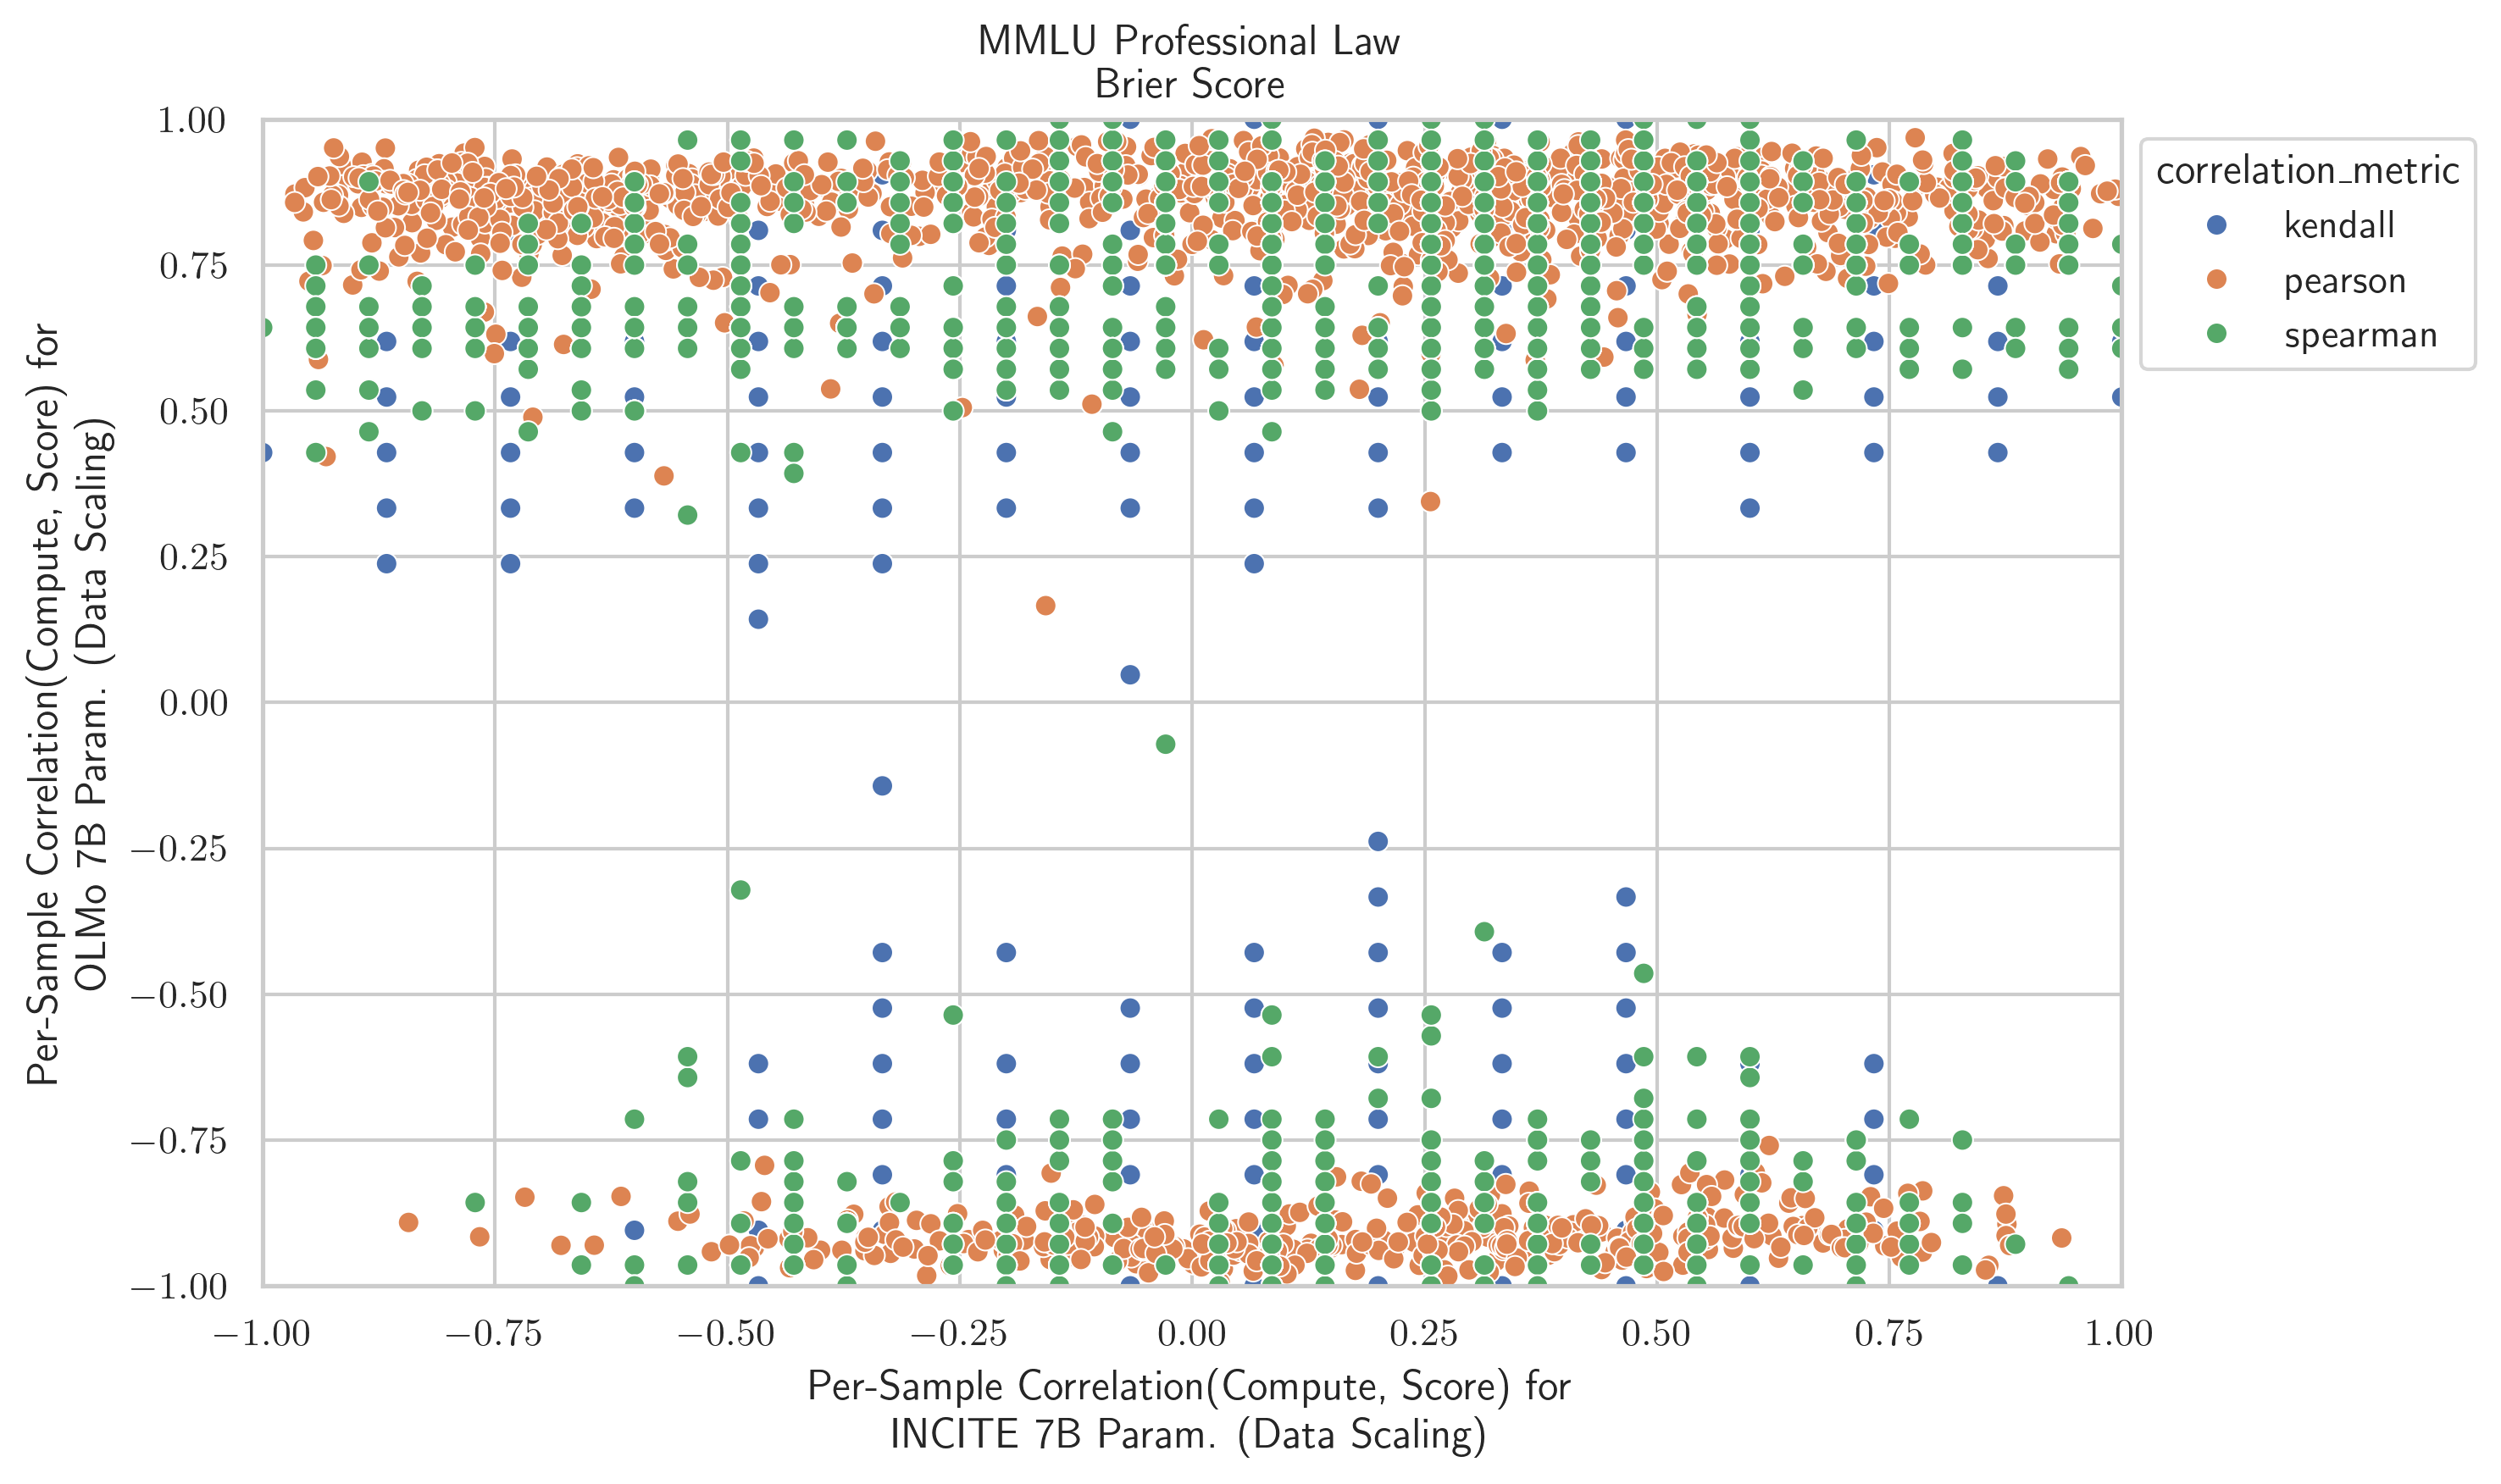 MMLU Professional Law
Brier Score
Per-Sample Correlation(Compute, Score) for
OLMo 7B Param. (Data Scaling)
1.00
0.75
0.50
0.25
0.00
−0.25
−0.50
−0.75
−1.00
−1.00
−0.75
−0.50
−0.25
0.00
0.25
0.50
0.75
1.00
Per-Sample Correlation(Compute, Score) for
INCITE 7B Param. (Data Scaling)
correlation_metric
kendall
pearson
spearman